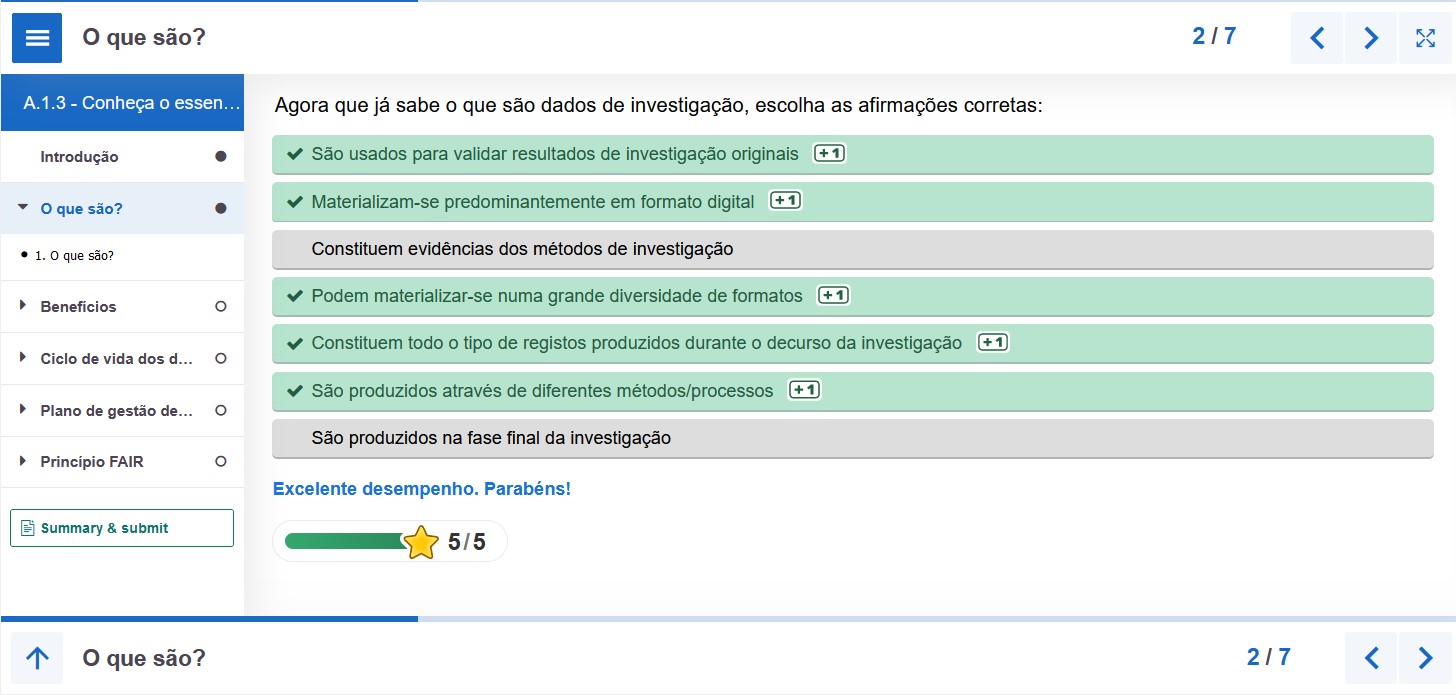 O que são?
2 / 7
A.1.3 - Conheça o essen...
Introdução
O que são?
1. O que são?
Benefícios
Ciclo de vida dos d...
Plano de gestão de...
Princípio FAIR
Summary & submit
Agora que já sabe o que são dados de investigação, escolha as afirmações corretas:
São usados para validar resultados de investigação originais +1
Materializam-se predominantemente em formato digital +1
Constituem evidências dos métodos de investigação
Podem materializar-se numa grande diversidade de formatos +1
Constituem todo o tipo de registos produzidos durante o decurso da investigação +1
São produzidos através de diferentes métodos/processos +1
São produzidos na fase final da investigação
Excelente desempenho. Parabéns!
5/5
O que são?
2 / 7